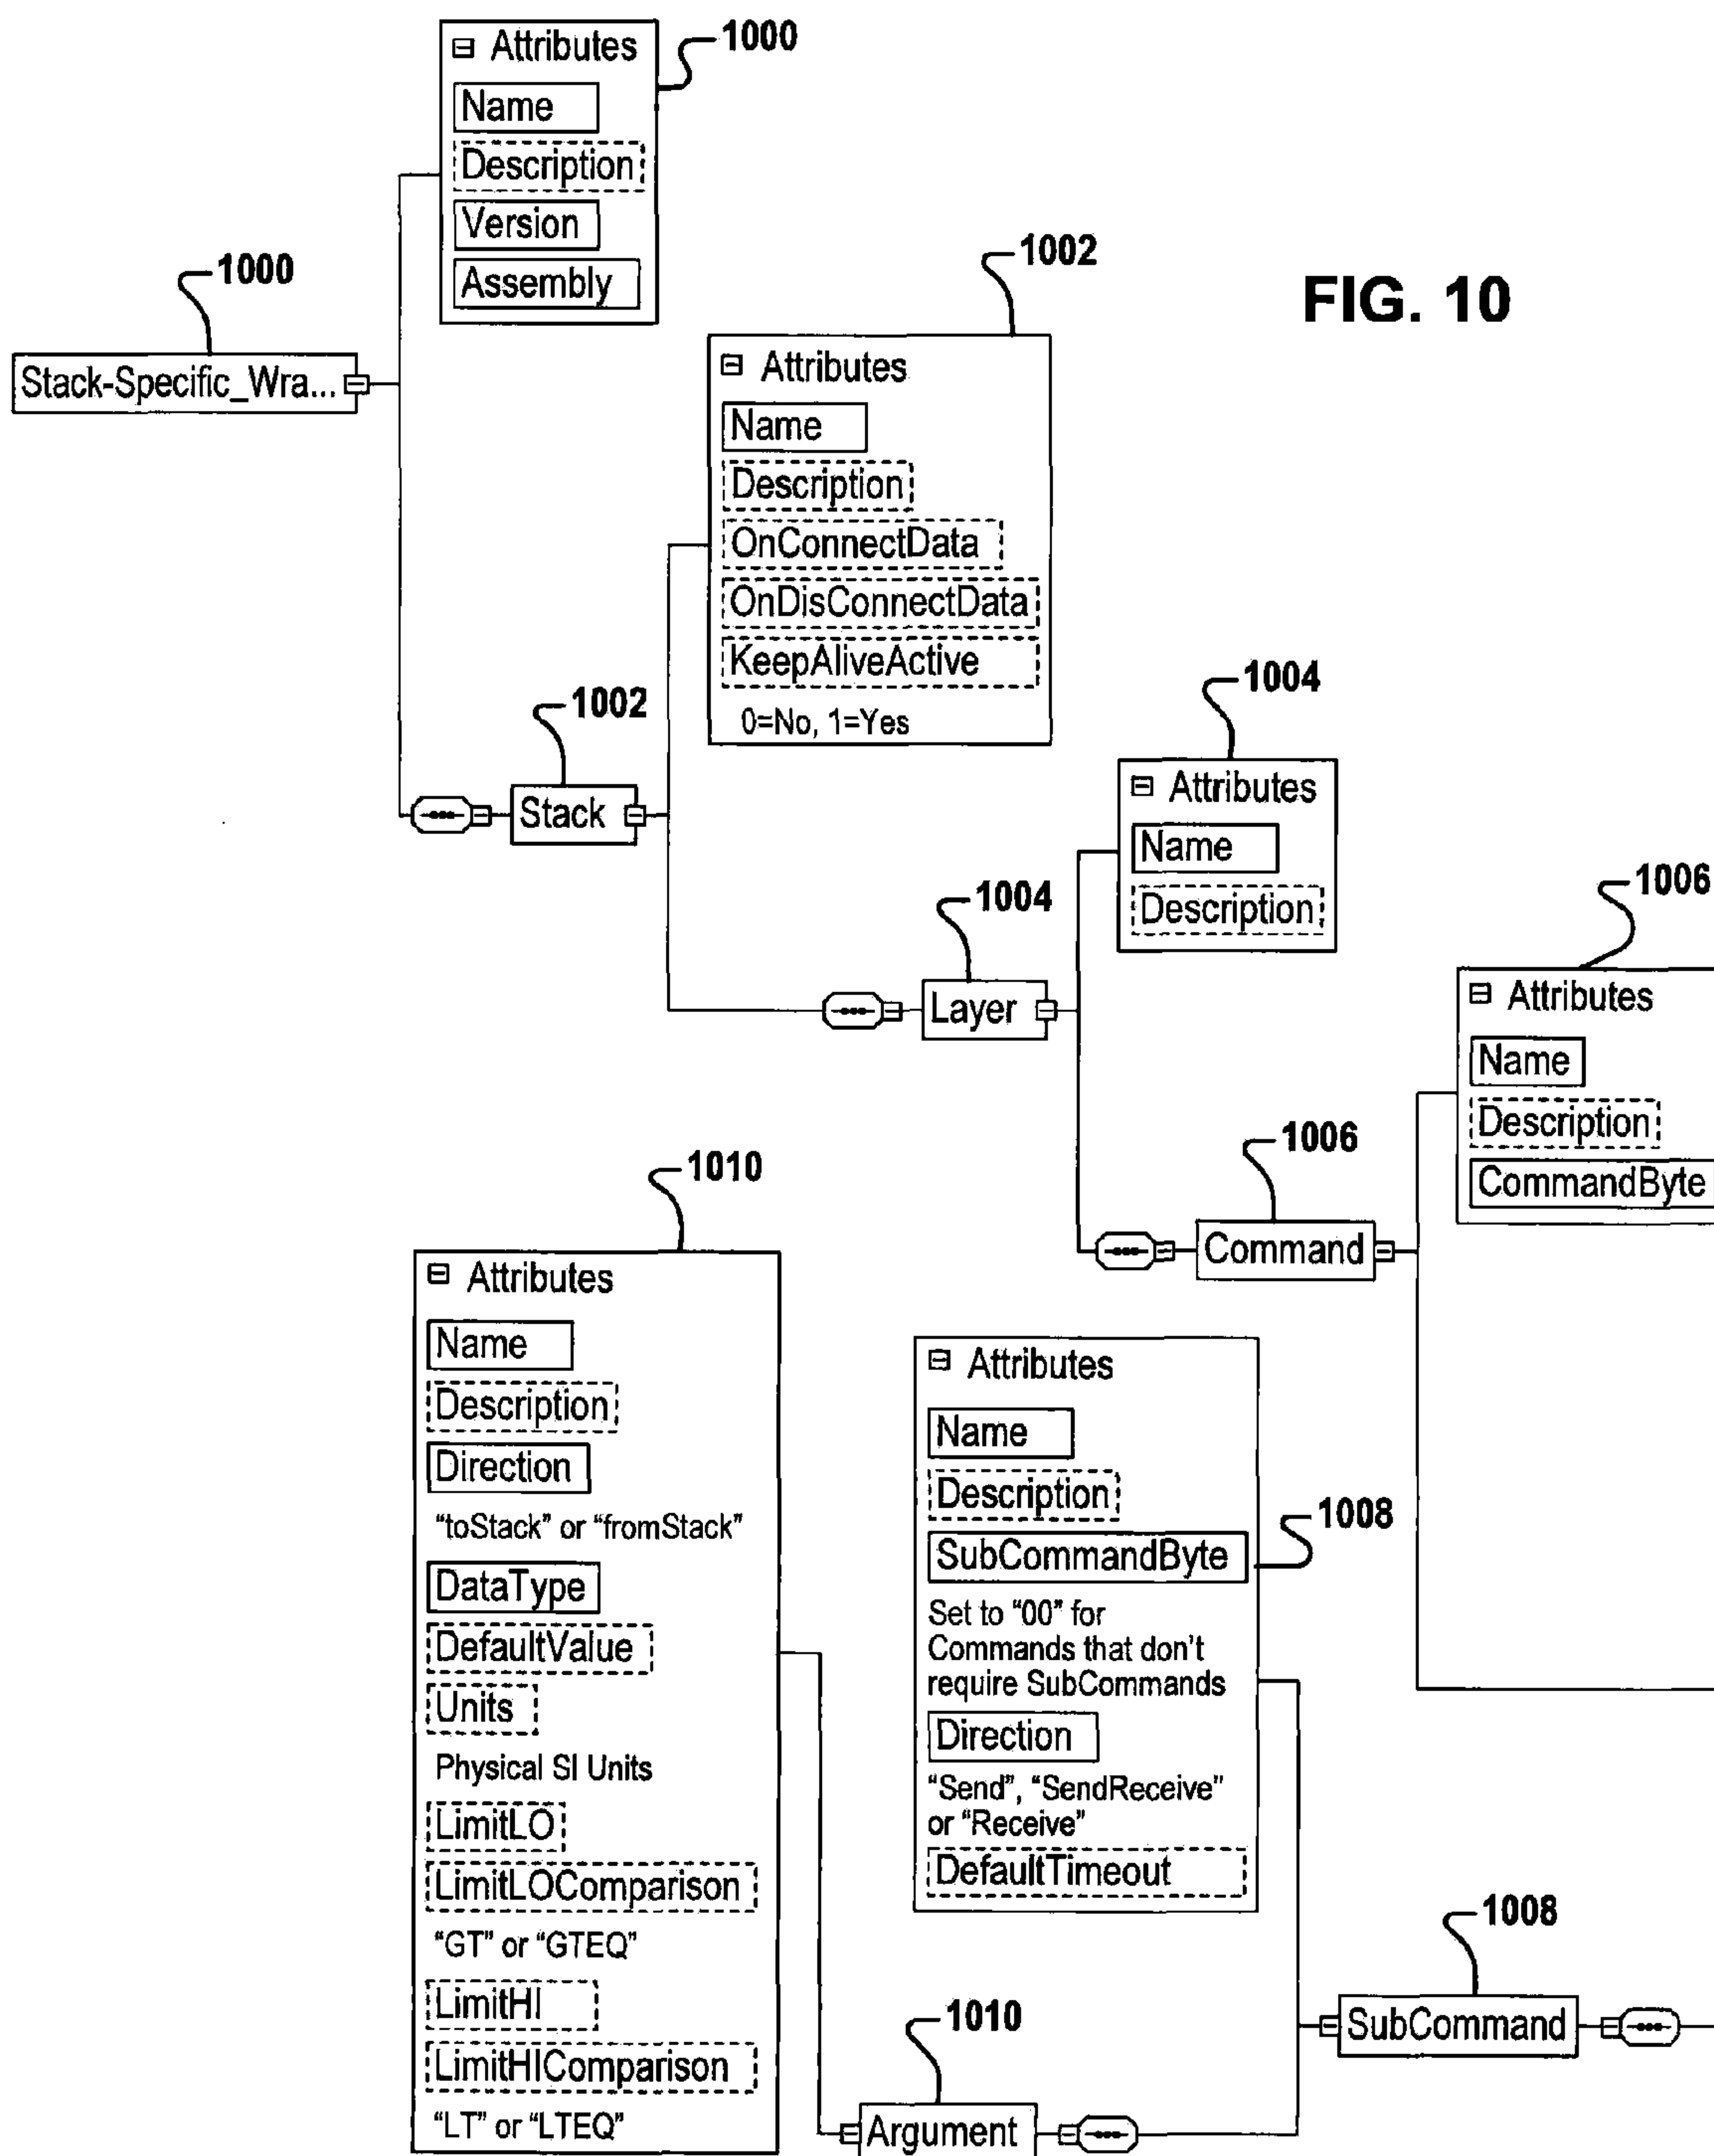 1000
Attributes
Name
Description
Version
Assembly
1000
Stack-Specific_Wra...
FIG. 10
1002
Attributes
Name
Description
OnConnectData
OnDisConnectData
KeepAliveActive
0=No, 1=Yes
1002
Stack
1004
Attributes
Name
Description
1004
Layer
1006
Attributes
Name
Description
CommandByte
1006
Command
1010
Attributes
Name
Description
Direction
“toStack” or “fromStack”
DataType
DefaultValue
Units
Physical SI Units
LimitLO
LimitLOComparison
“GT” or “GTEQ”
LimitHI
LimitHIComparison
“LT” or “LTEQ”
Attributes
Name
Description
SubCommandByte
1008
Set to “00” for
Commands that don't
require SubCommands
Direction
“Send”, “SendReceive”
or “Receive”
DefaultTimeout
1008
SubCommand
1010
Argument